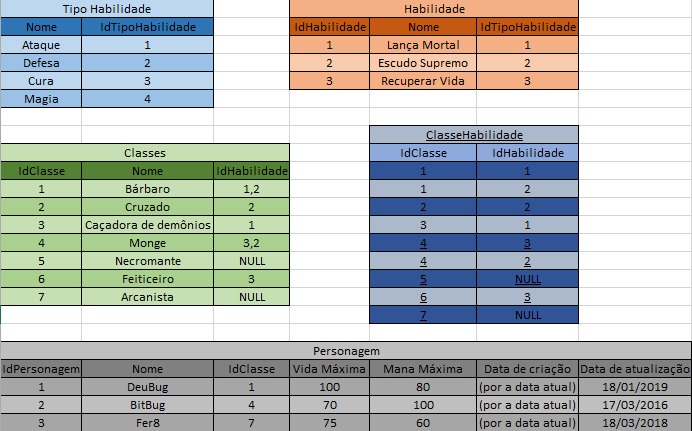 Tipo Habilidade
Nome IdTipoHabilidade
Ataque 1
Defesa 2
Cura 3
Magia 4
Habilidade
IdHabilidade Nome IdTipoHabilidade
1 Lança Mortal 1
2 Escudo Supremo 2
3 Recuperar Vida 3
Classes
IdClasse Nome IdHabilidade
1 Bárbaro 1,2
2 Cruzado 2
3 Caçadora de demônios 1
4 Monge 3,2
5 Necromante NULL
6 Feiticeiro 3
7 Arcanista NULL
ClasseHabilidade
IdClasse IdHabilidade
1 1
1 2
2 2
3 1
4 3
4 2
5 NULL
6 3
7 NULL
Personagem
IdPersonagem Nome IdClasse Vida Máxima Mana Máxima Data de criação Data de atualização
1 DeuBug 1 100 80 (por a data atual) 18/01/2019
2 BitBug 4 70 100 (por a data atual) 17/03/2016
3 Fer8 7 75 60 (por a data atual) 18/03/2018